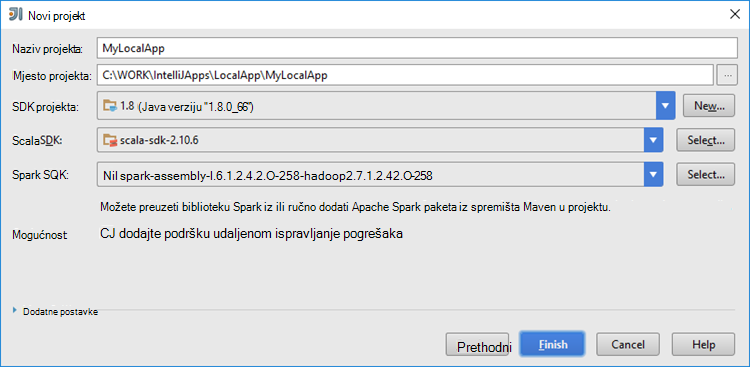 Novi projekt
Naziv projekta: MyLocalApp
Mjesto projekta: C:\WORK\IntelliJApps\LocalApp\MyLocalApp ...
SDK projekta: 1.8 (Java verziju "1.8.0_66") New...
ScalaSDK: scala-sdk-2.10.6 Select...
Spark SQK: Nil spark-assembly-l.6.1.2.4.2.O-258-hadoop2.7.1.2.42.O-258 Select...
Možete preuzeti biblioteku Spark iz ili ručno dodati Apache Spark paketa iz spremišta Maven u projektu.
Mogućnost CJ dodajte podršku udaljenom ispravljanje pogrešaka
Dodatne postavke
Prethodni Finish Cancel Help